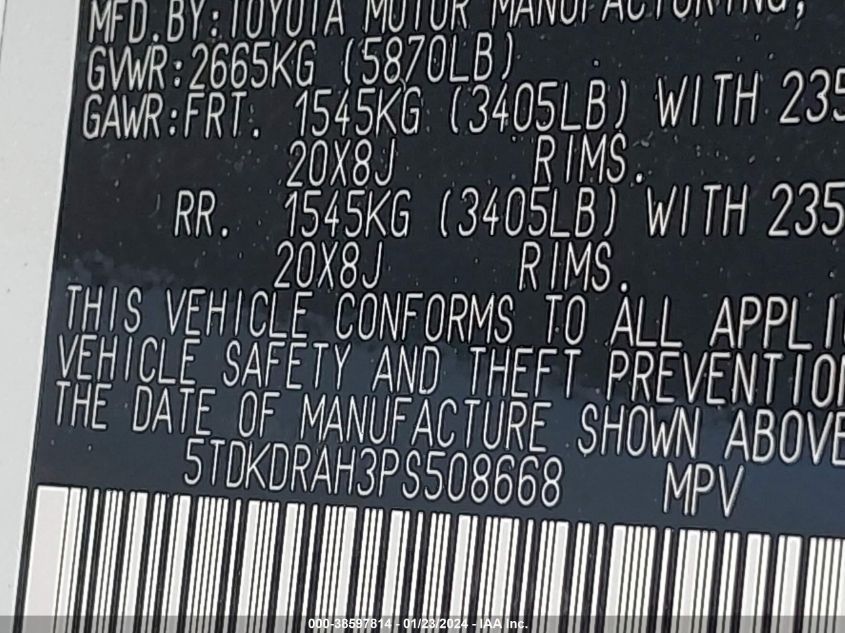 MFD.BY:TOYOTA MOTOR MANUFACTURING,
GVWR:2665KG (5870LB)
GAWR:FRT. 1545KG (3405LB) WITH 235
20X8J RIMS.
RR. 1545KG (3405LB) WITH 235
20X8J RIMS.
THIS VEHICLE CONFORMS TO ALL APPLI
VEHICLE SAFETY AND THEFT PREVENTION
THE DATE OF MANUFACTURE SHOWN ABOVE
5TDKDRAH3PS508668 MPV
000-38597814 - 01/23/2024 - IAA Inc.